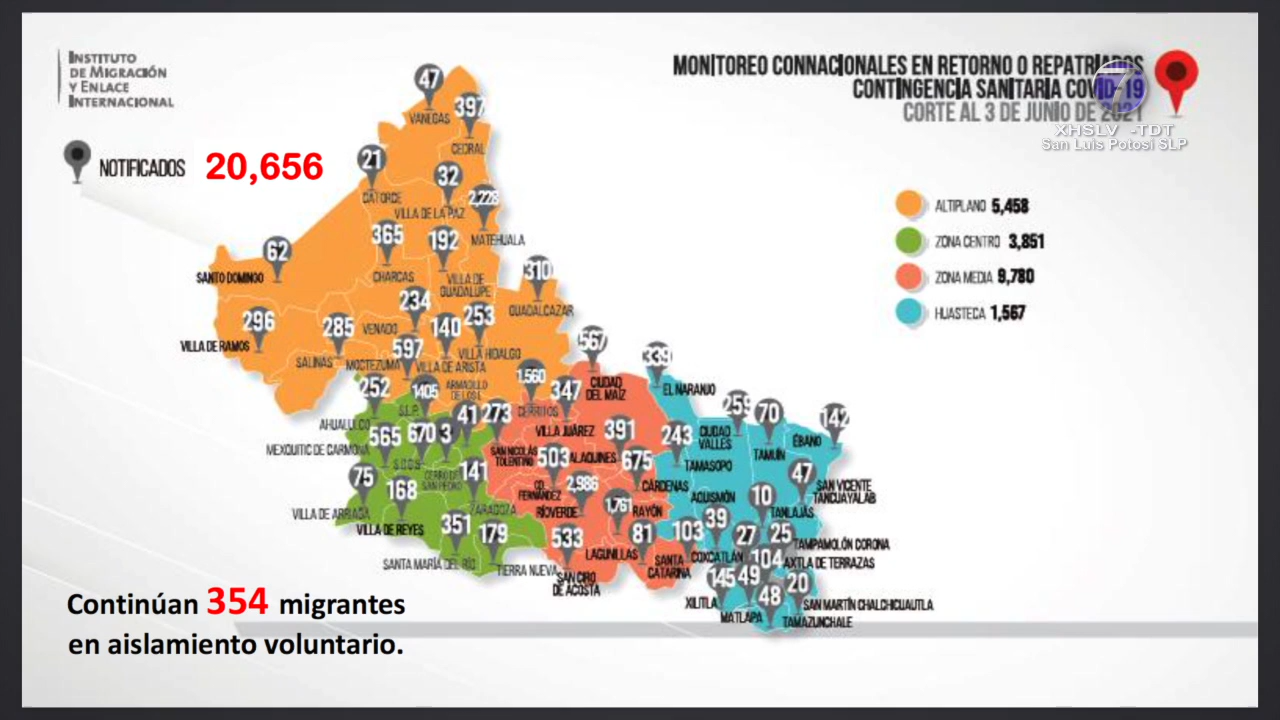 INSTITUTO
DE MIGRACIÓN
Y ENLACE
INTERNACIONAL
MONITOREO CONNACIONALES EN RETORNO O REPATRIADOS
CONTINGENCIA SANITARIA COVID-19
CORTE AL 3 DE JUNIO DE 2021
7
XHSLV -TDT
San Luis Potosí SLP
NOTIFICADOS 20,656
ALTIPLANO 5,458
ZONA CENTRO 3,851
ZONA MEDIA 9,780
HUASTECA 1,567
47
VANEGAS
397
CEDRAL
21
CATORCE
32
VILLA DE LA PAZ
2,228
MATEHUALA
62
SANTO DOMINGO
365
CHARCAS
192
VILLA DE
GUADALUPE
310
GUADALCAZAR
296
VILLA DE RAMOS
285
SALINAS
234
VENADO
140
VILLA DE ARISTA
253
VILLA HIDALGO
597
MOCTEZUMA
567
CIUDAD
DEL MAÍZ
339
EL NARANJO
252
AHUALULCO
1405
S.L.P.
ARMADILLO
DE LOS I.
41
273
SAN NICOLÁS
TOLENTINO
1,560
CERRITOS
347
VILLA JUÁREZ
391
ALAQUINES
243
TAMASOPO
259
CIUDAD
VALLES
70
TAMUÍN
142
ÉBANO
565
MEXQUITIC DE CARMONA
670
S.D.G.S.
3
CERRO DE
SAN PEDRO
141
ZARAGOZA
503
CD.
FERNÁNDEZ
2,986
RÍOVERDE
675
CÁRDENAS
47
SAN VICENTE
TANCUAYALAB
75
VILLA DE ARRIAGA
168
VILLA DE REYES
351
SANTA MARÍA DEL RÍO
179
TIERRA NUEVA
533
SAN CIRO
DE ACOSTA
1,761
RAYÓN
81
LAGUNILLAS
103
SANTA
CATARINA
AQUISMÓN
39
COXCATLÁN
10
TANLAJÁS
27
25
TAMPAMOLÓN CORONA
104
AXTLA DE TERRAZAS
145
XILITLA
49
MATLAPA
48
TAMAZUNCHALE
20
SAN MARTÍN CHALCHICUAUTLA
Continúan 354 migrantes
en aislamiento voluntario.